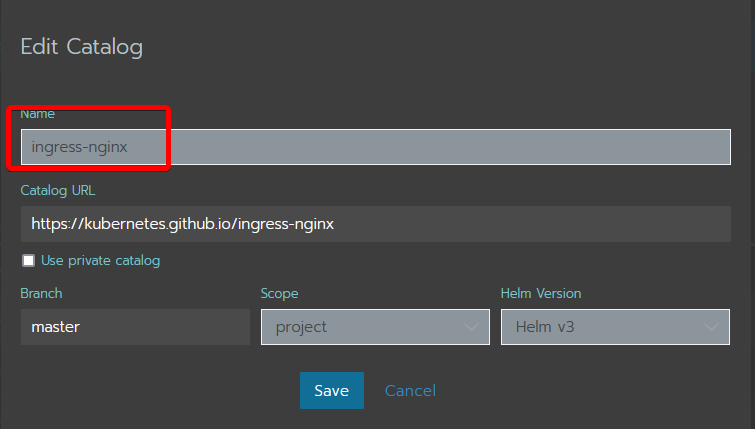 Edit Catalog
Name
ingress-nginx
Catalog URL
https://kubernetes.github.io/ingress-nginx
Use private catalog
Branch Scope Helm Version
master project Helm v3
Save Cancel